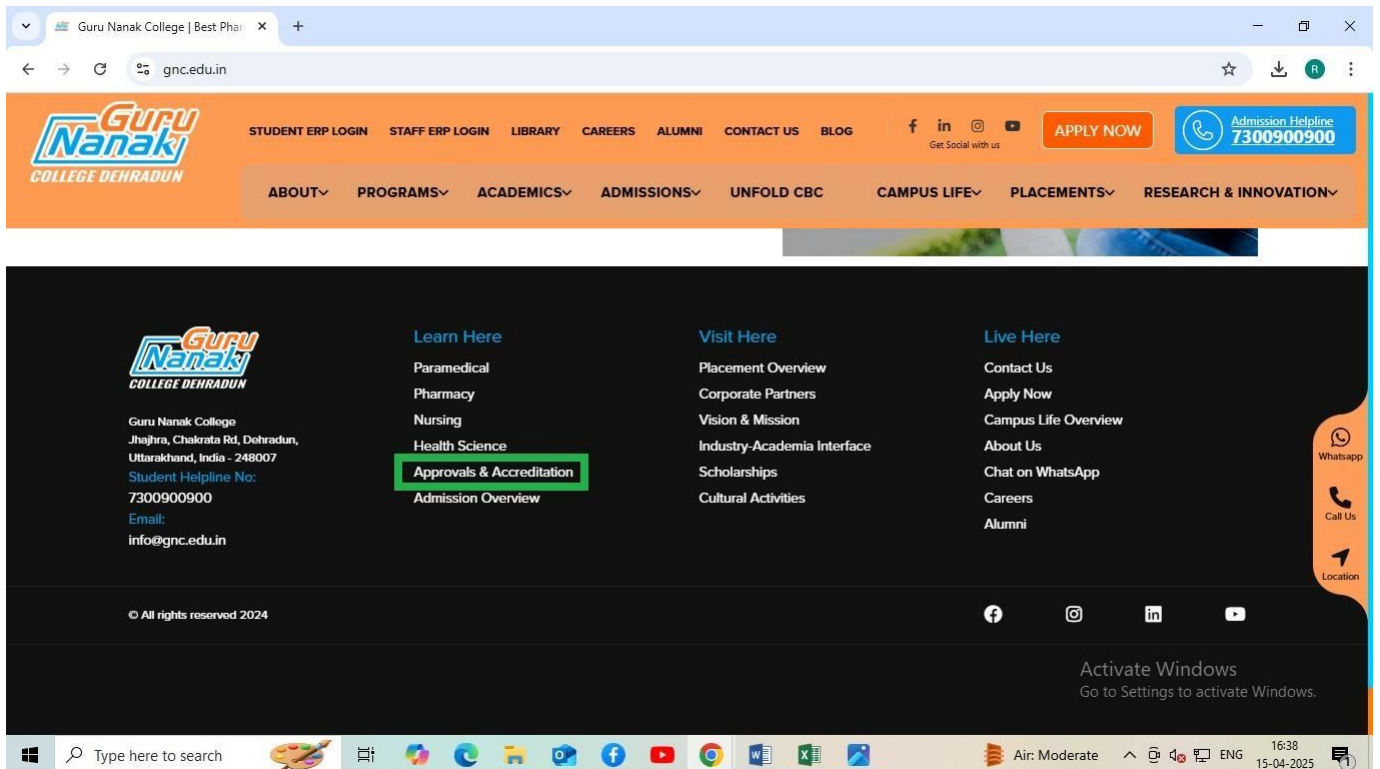 Guru Nanak College | Best Phar
gnc.edu.in
R
Guru
Nanak
COLLEGE DEHRADUN
STUDENT ERP LOGIN STAFF ERP LOGIN LIBRARY CAREERS ALUMNI CONTACT US BLOG
Get Social with us
APPLY NOW
Admission Helpline
7300900900
ABOUT PROGRAMS ACADEMICS ADMISSIONS UNFOLD CBC CAMPUS LIFE PLACEMENTS RESEARCH & INNOVATION
Guru
Nanak
COLLEGE DEHRADUN
Guru Nanak College
Jhajhra, Chakrata Rd, Dehradun,
Uttarakhand, India - 248007
Student Helpline No:
7300900900
Email:
info@gnc.edu.in
Learn Here
Paramedical
Pharmacy
Nursing
Health Science
Approvals & Accreditation
Admission Overview
Visit Here
Placement Overview
Corporate Partners
Vision & Mission
Industry-Academia Interface
Scholarships
Cultural Activities
Live Here
Contact Us
Apply Now
Campus Life Overview
About Us
Chat on WhatsApp
Careers
Alumni
Whatsapp
Call Us
Location
© All rights reserved 2024
Activate Windows
Go to Settings to activate Windows.
Type here to search
Air: Moderate
ENG
16:38
15-04-2025
1